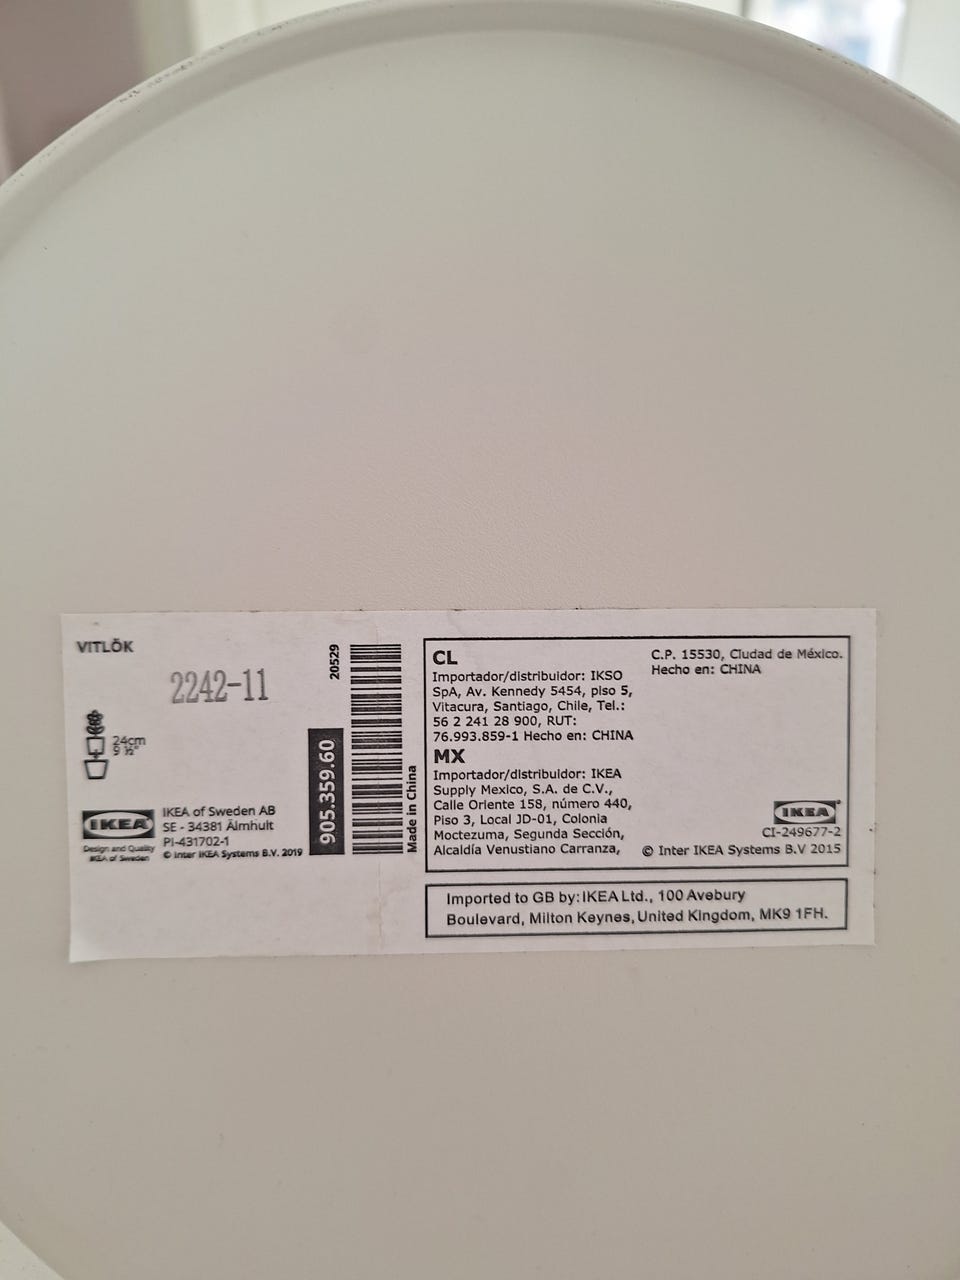 VITLÖK
2242-11
24cm
9 ½"
IKEA
Design and Quality
IKEA of Sweden
IKEA of Sweden AB
SE - 34381 Älmhult
PI-431702-1
© Inter IKEA Systems B.V. 2019
20529
905.359.60
Made in China
CL
Importador/distribuidor: IKSO
SpA, Av. Kennedy 5454, piso 5,
Vitacura, Santiago, Chile, Tel.:
56 2 241 28 900, RUT:
76.993.859-1 Hecho en: CHINA
MX
Importador/distribuidor: IKEA
Supply Mexico, S.A. de C.V.,
Calle Oriente 158, número 440,
Piso 3, Local JD-01, Colonia
Moctezuma, Segunda Sección,
Alcaldía Venustiano Carranza,
C.P. 15530, Ciudad de México.
Hecho en: CHINA
IKEA
CI-249677-2
© Inter IKEA Systems B.V 2015
Imported to GB by: IKEA Ltd., 100 Avebury
Boulevard, Milton Keynes, United Kingdom, MK9 1FH.